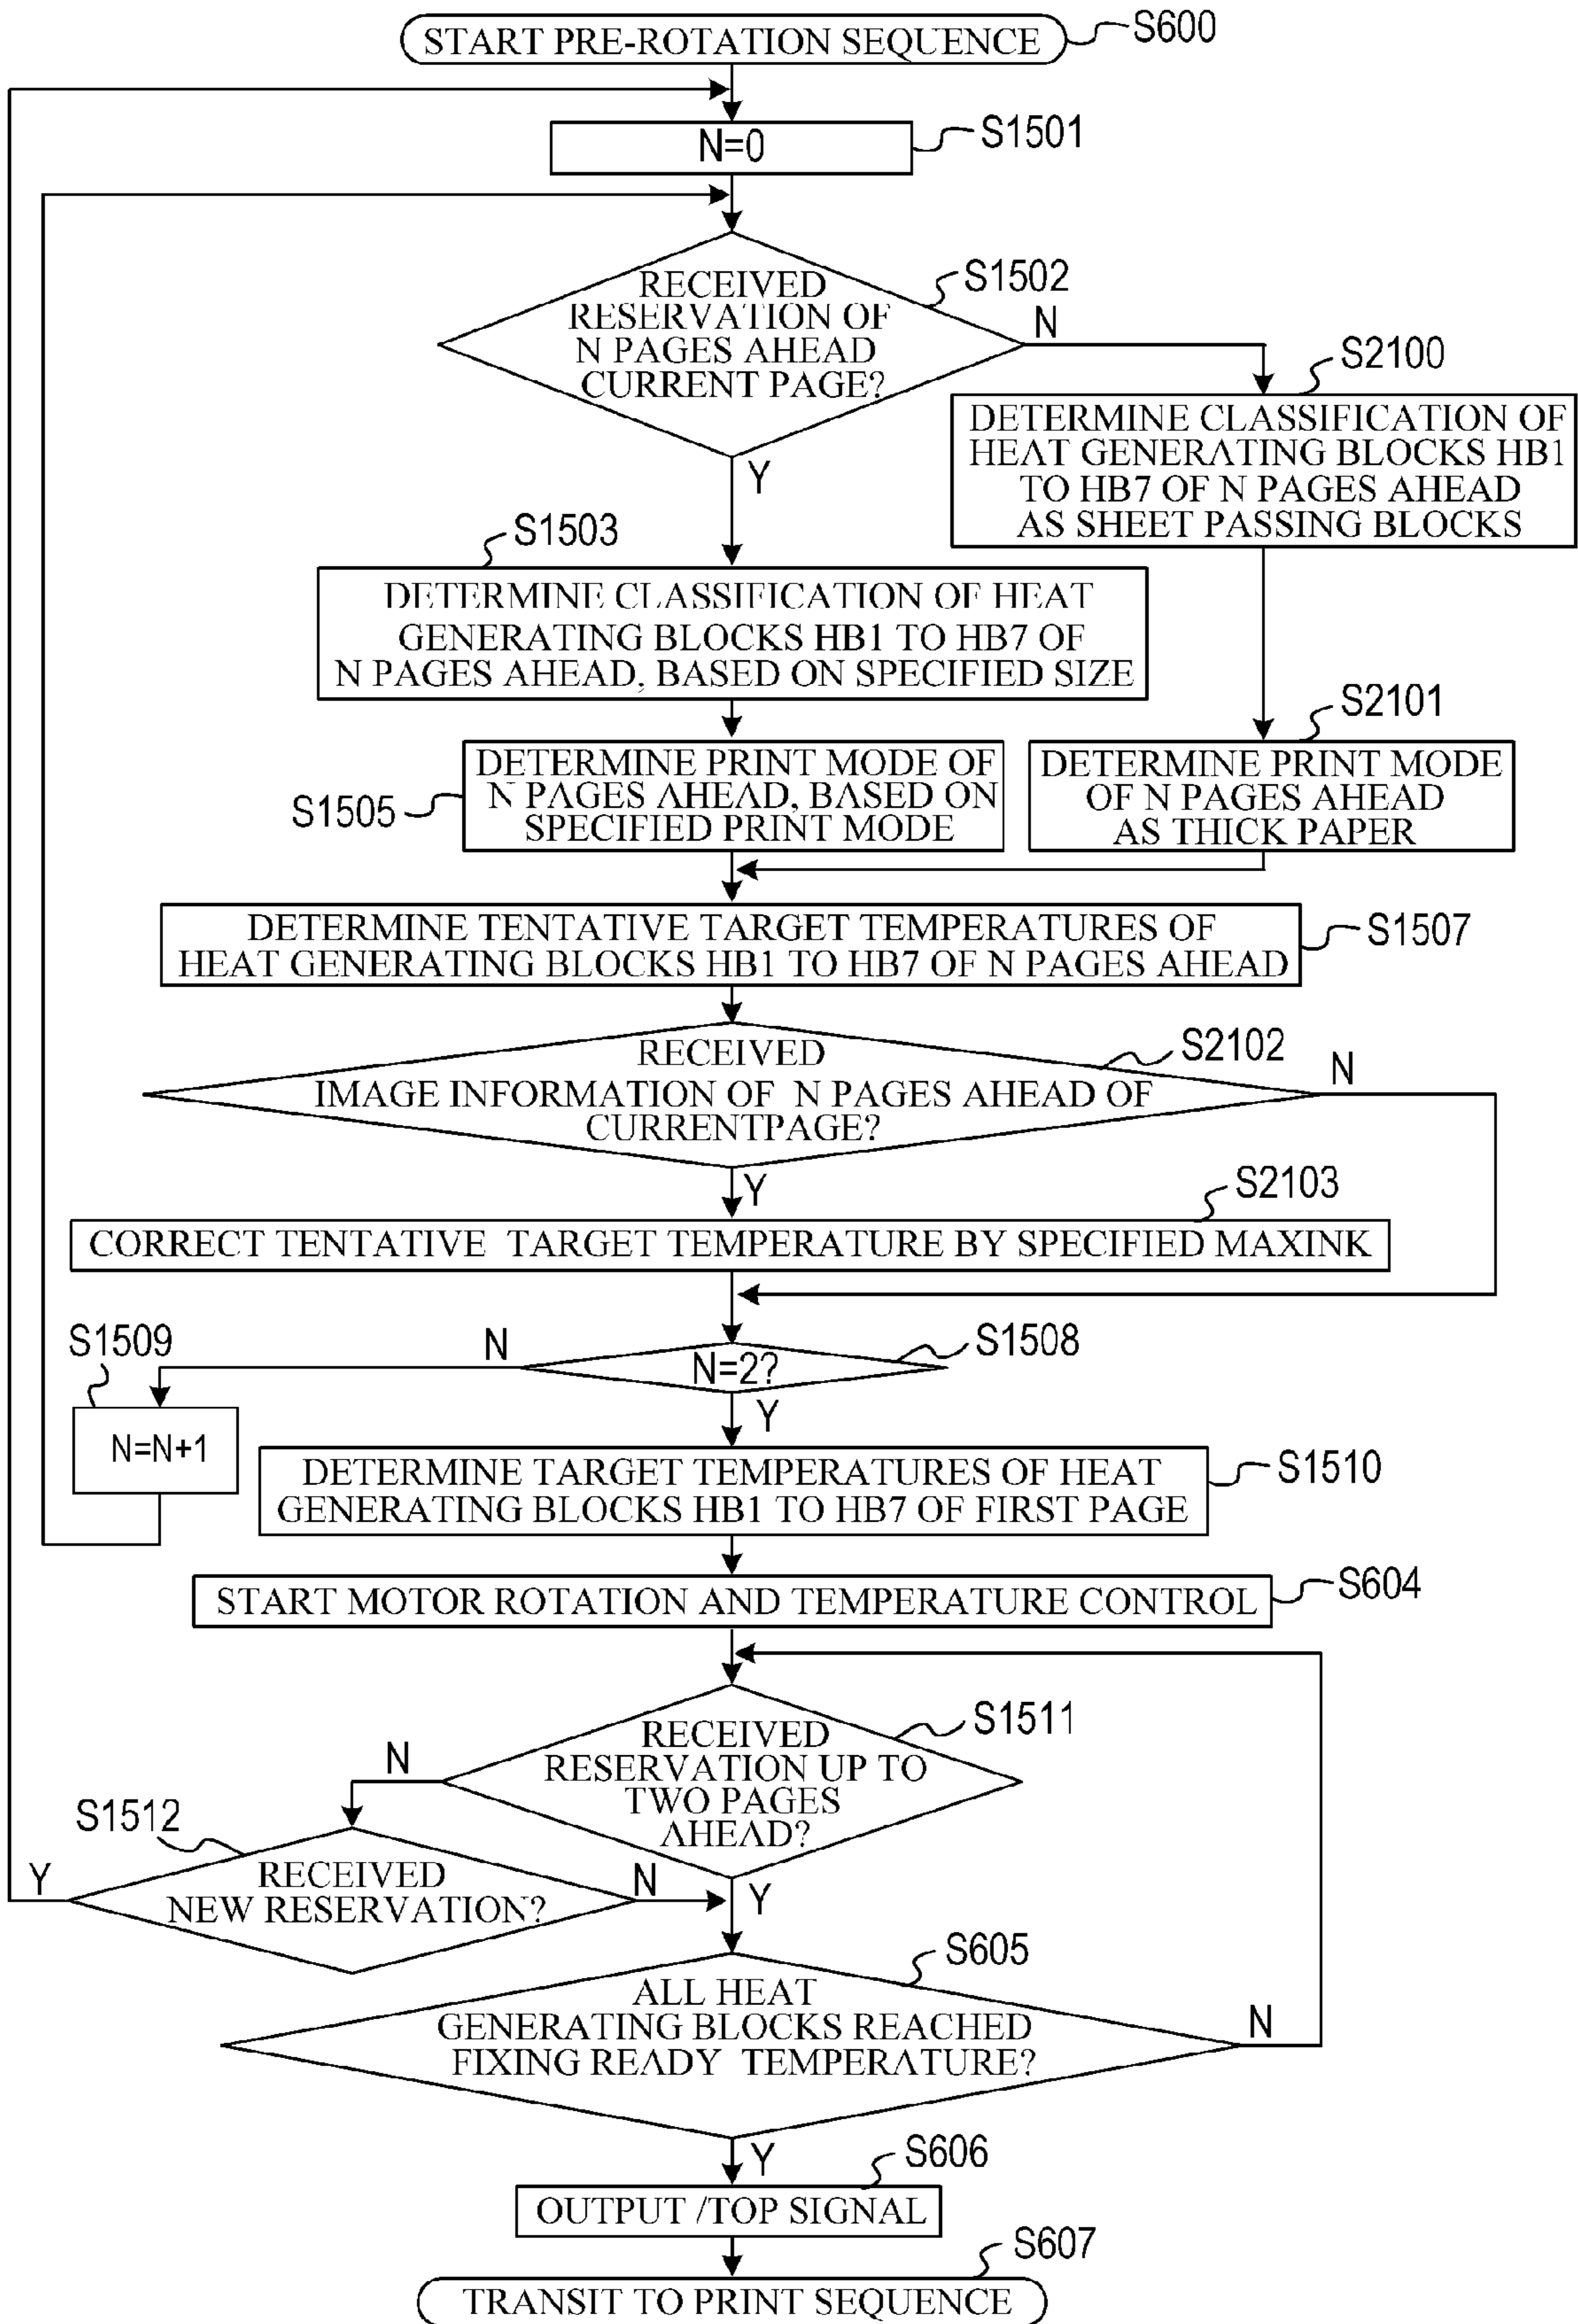 START PRE-ROTATION SEQUENCE
S600
N=0
S1501
RECEIVED
RESERVATION OF
N PAGES AHEAD
CURRENT PAGE?
S1502
N
Y
S2100
DETERMINE CLASSIFICATION OF
HEAT GENERATING BLOCKS HB1
TO HB7 OF N PAGES AHEAD
AS SHEET PASSING BLOCKS
S1503
DETERMINE CLASSIFICATION OF HEAT
GENERATING BLOCKS HB1 TO HB7 OF
N PAGES AHEAD, BASED ON SPECIFIED SIZE
S2101
DETERMINE PRINT MODE
OF N PAGES AHEAD
AS THICK PAPER
S1505
DETERMINE PRINT MODE OF
N PAGES AHEAD, BASED ON
SPECIFIED PRINT MODE
DETERMINE TENTATIVE TARGET TEMPERATURES OF
HEAT GENERATING BLOCKS HB1 TO HB7 OF N PAGES AHEAD
S1507
RECEIVED
IMAGE INFORMATION OF N PAGES AHEAD OF
CURRENTPAGE?
S2102
N
Y
S2103
CORRECT TENTATIVE TARGET TEMPERATURE BY SPECIFIED MAXINK
N=2?
S1508
N
Y
S1509
N=N+1
DETERMINE TARGET TEMPERATURES OF HEAT
GENERATING BLOCKS HB1 TO HB7 OF FIRST PAGE
S1510
START MOTOR ROTATION AND TEMPERATURE CONTROL
S604
RECEIVED
RESERVATION UP TO
TWO PAGES
AHEAD?
S1511
N
Y
S1512
RECEIVED
NEW RESERVATION?
Y
N
ALL HEAT
GENERATING BLOCKS REACHED
FIXING READY TEMPERATURE?
S605
N
Y
OUTPUT /TOP SIGNAL
S606
TRANSIT TO PRINT SEQUENCE
S607